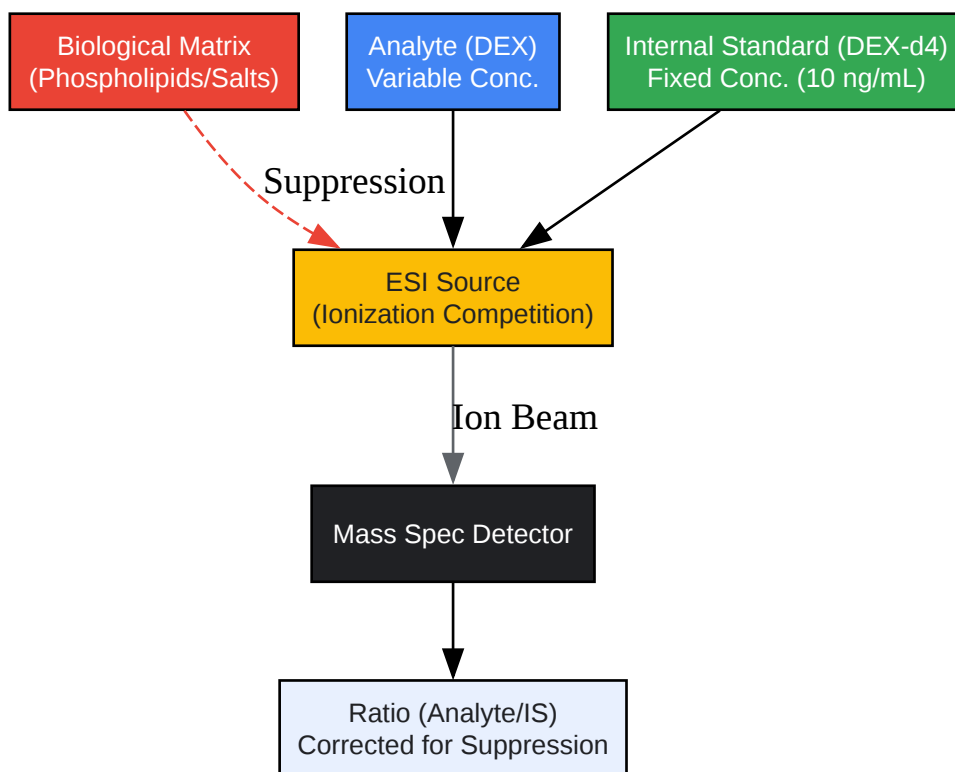 Biological Matrix
(Phospholipids/Salts)
Analyte (DEX)
Variable Conc.
Internal Standard (DEX-d4)
Fixed Conc. (10 ng/mL)
Suppression
ESI Source
(Ionization Competition)
Ion Beam
Mass Spec Detector
Ratio (Analyte/IS)
Corrected for Suppression